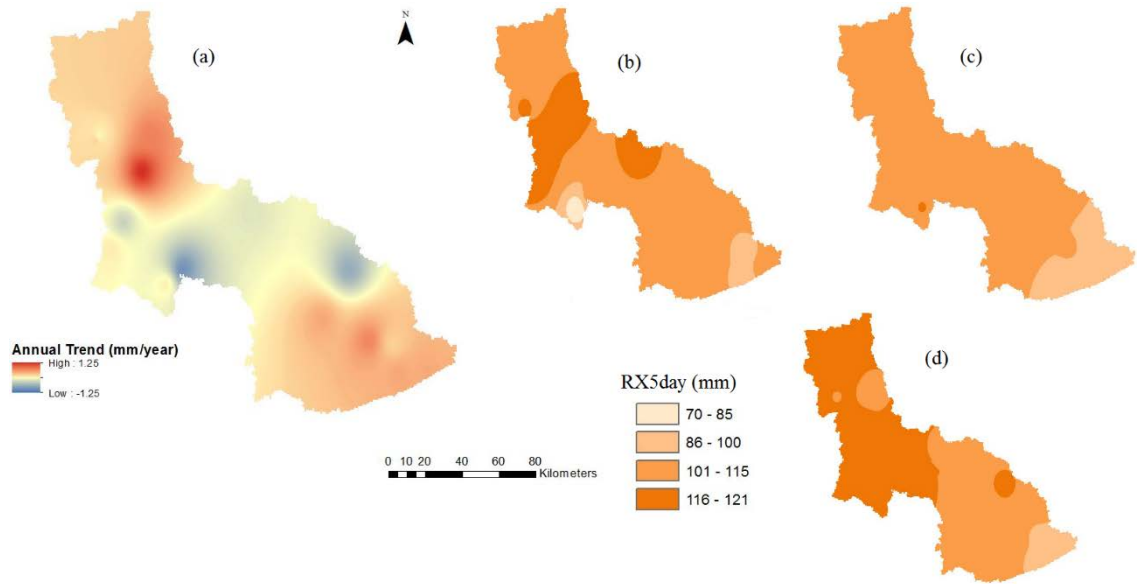 (a)
N
(b)
(c)
Annual Trend (mm/year)
High : 1.25
Low : -1.25
0 10 20 40 60 80
Kilometers
RX5day (mm)
70 - 85
86 - 100
101 - 115
116 - 121
(d)